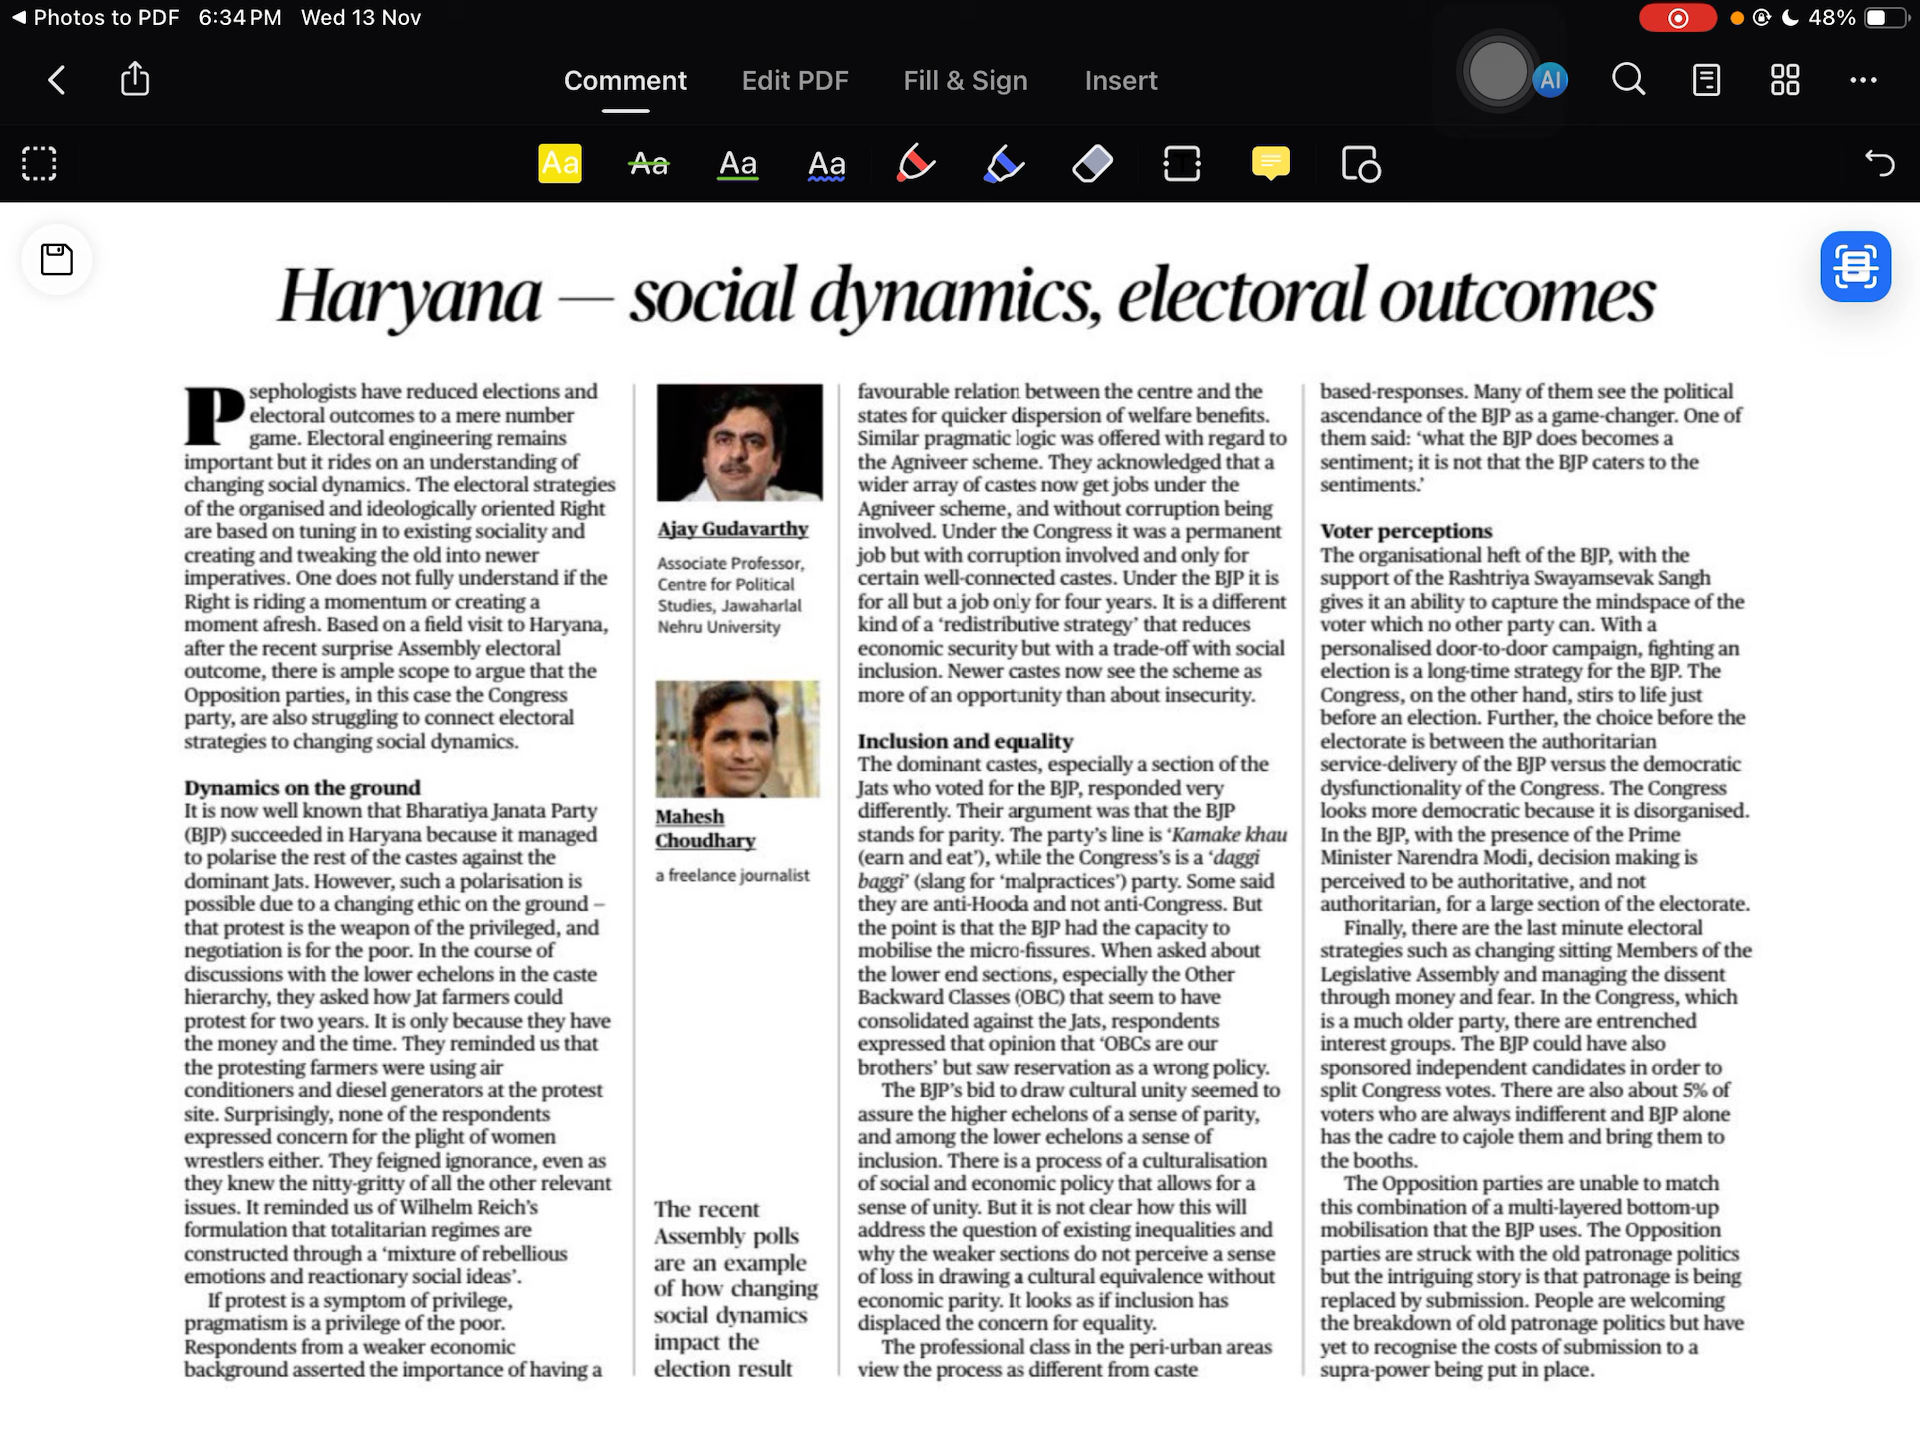 Photos to PDF 6:34 PM Wed 13 Nov
48%
Comment
Edit PDF
Fill & Sign
Insert
AI
Aa
Aa
Aa
Aa
T
Haryana — social dynamics, electoral outcomes
Psephologists have reduced elections and
electoral outcomes to a mere number
game. Electoral engineering remains
important but it rides on an understanding of
changing social dynamics. The electoral strategies
of the organised and ideologically oriented Right
are based on tuning in to existing sociality and
creating and tweaking the old into newer
imperatives. One does not fully understand if the
Right is riding a momentum or creating a
moment afresh. Based on a field visit to Haryana,
after the recent surprise Assembly electoral
outcome, there is ample scope to argue that the
Opposition parties, in this case the Congress
party, are also struggling to connect electoral
strategies to changing social dynamics.
Dynamics on the ground
It is now well known that Bharatiya Janata Party
(BJP) succeeded in Haryana because it managed
to polarise the rest of the castes against the
dominant Jats. However, such a polarisation is
possible due to a changing ethic on the ground –
that protest is the weapon of the privileged, and
negotiation is for the poor. In the course of
discussions with the lower echelons in the caste
hierarchy, they asked how Jat farmers could
protest for two years. It is only because they have
the money and the time. They reminded us that
the protesting farmers were using air
conditioners and diesel generators at the protest
site. Surprisingly, none of the respondents
expressed concern for the plight of women
wrestlers either. They feigned ignorance, even as
they knew the nitty-gritty of all the other relevant
issues. It reminded us of Wilhelm Reich's
formulation that totalitarian regimes are
constructed through a 'mixture of rebellious
emotions and reactionary social ideas'.
If protest is a symptom of privilege,
pragmatism is a privilege of the poor.
Respondents from a weaker economic
background asserted the importance of having a
Ajay Gudavarthy
Associate Professor,
Centre for Political
Studies, Jawaharlal
Nehru University
Mahesh
Choudhary
a freelance journalist
The recent
Assembly polls
are an example
of how changing
social dynamics
impact the
election result
favourable relation between the centre and the
states for quicker dispersion of welfare benefits.
Similar pragmatic logic was offered with regard to
the Agniveer scheme. They acknowledged that a
wider array of castes now get jobs under the
Agniveer scheme, and without corruption being
involved. Under the Congress it was a permanent
job but with corruption involved and only for
certain well-connected castes. Under the BJP it is
for all but a job only for four years. It is a different
kind of a 'redistributive strategy' that reduces
economic security but with a trade-off with social
inclusion. Newer castes now see the scheme as
more of an opportunity than about insecurity.
Inclusion and equality
The dominant castes, especially a section of the
Jats who voted for the BJP, responded very
differently. Their argument was that the BJP
stands for parity. The party's line is 'Kamake khau
(earn and eat'), while the Congress's is a 'daggi
baggi' (slang for 'malpractices') party. Some said
they are anti-Hooda and not anti-Congress. But
the point is that the BJP had the capacity to
mobilise the micro-fissures. When asked about
the lower end sections, especially the Other
Backward Classes (OBC) that seem to have
consolidated against the Jats, respondents
expressed that opinion that 'OBCs are our
brothers' but saw reservation as a wrong policy.
The BJP's bid to draw cultural unity seemed to
assure the higher echelons of a sense of parity,
and among the lower echelons a sense of
inclusion. There is a process of a culturalisation
of social and economic policy that allows for a
sense of unity. But it is not clear how this will
address the question of existing inequalities and
why the weaker sections do not perceive a sense
of loss in drawing a cultural equivalence without
economic parity. It looks as if inclusion has
displaced the concern for equality.
The professional class in the peri-urban areas
view the process as different from caste
based-responses. Many of them see the political
ascendance of the BJP as a game-changer. One of
them said: 'what the BJP does becomes a
sentiment; it is not that the BJP caters to the
sentiments.'
Voter perceptions
The organisational heft of the BJP, with the
support of the Rashtriya Swayamsevak Sangh
gives it an ability to capture the mindspace of the
voter which no other party can. With a
personalised door-to-door campaign, fighting an
election is a long-time strategy for the BJP. The
Congress, on the other hand, stirs to life just
before an election. Further, the choice before the
electorate is between the authoritarian
service-delivery of the BJP versus the democratic
dysfunctionality of the Congress. The Congress
looks more democratic because it is disorganised.
In the BJP, with the presence of the Prime
Minister Narendra Modi, decision making is
perceived to be authoritative, and not
authoritarian, for a large section of the electorate.
Finally, there are the last minute electoral
strategies such as changing sitting Members of the
Legislative Assembly and managing the dissent
through money and fear. In the Congress, which
is a much older party, there are entrenched
interest groups. The BJP could have also
sponsored independent candidates in order to
split Congress votes. There are also about 5% of
voters who are always indifferent and BJP alone
has the cadre to cajole them and bring them to
the booths.
The Opposition parties are unable to match
this combination of a multi-layered bottom-up
mobilisation that the BJP uses. The Opposition
parties are struck with the old patronage politics
but the intriguing story is that patronage is being
replaced by submission. People are welcoming
the breakdown of old patronage politics but have
yet to recognise the costs of submission to a
supra-power being put in place.